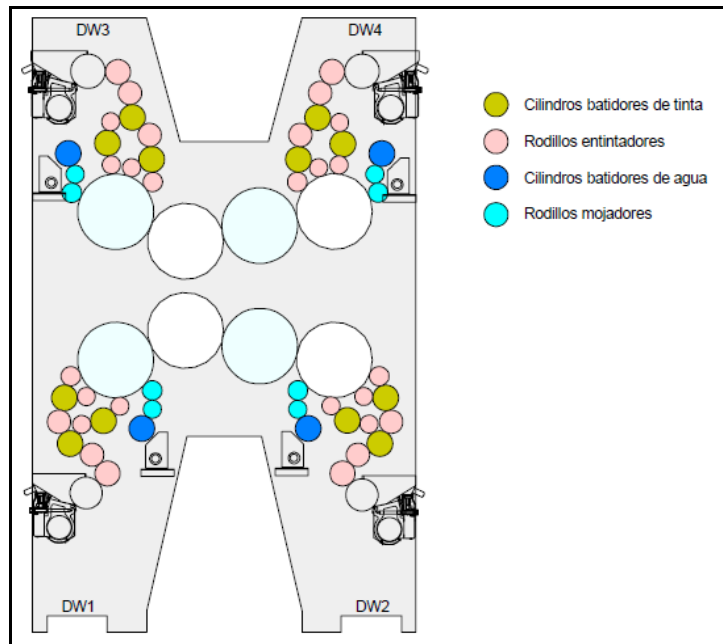 DW3
DW4
Cilindros batidores de tinta
Rodillos entintadores
Cilindros batidores de agua
Rodillos mojadores
DW1
DW2